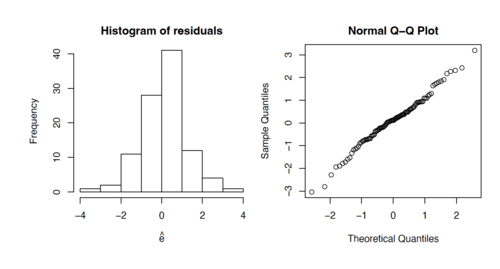 Histogram of residuals
Frequency
0 10 20 30 40
-4 -2 0 2 4
ê
Normal Q-Q Plot
Sample Quantiles
-3 -2 -1 0 1 2 3
-2 -1 0 1 2
Theoretical Quantiles